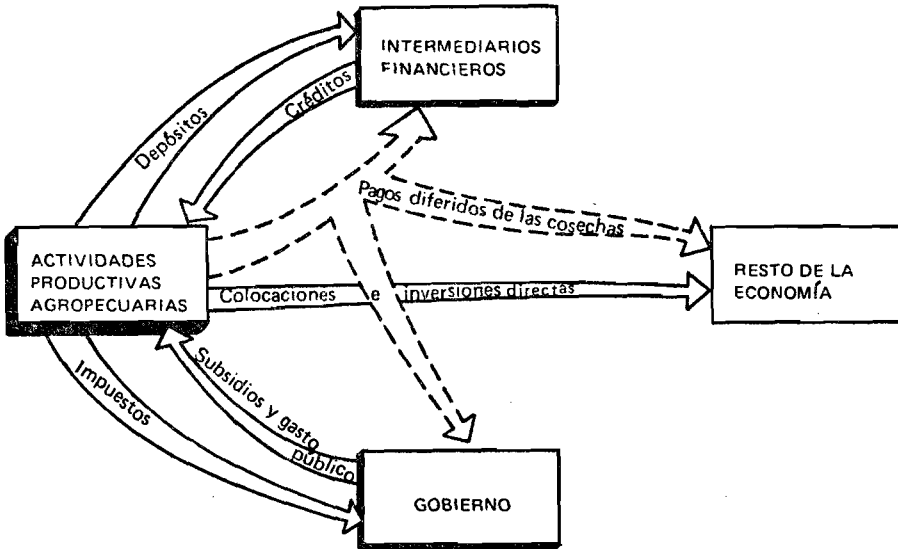 INTERMEDIARIOS
FINANCIEROS
Créditos
Depósitos
Pagos diferidos de las cosechas
ACTIVIDADES
PRODUCTIVAS
AGROPECUARIAS
RESTO DE LA
ECONOMÍA
Colocaciones e inversiones directas
Subsidios y gasto
público
Impuestos
GOBIERNO